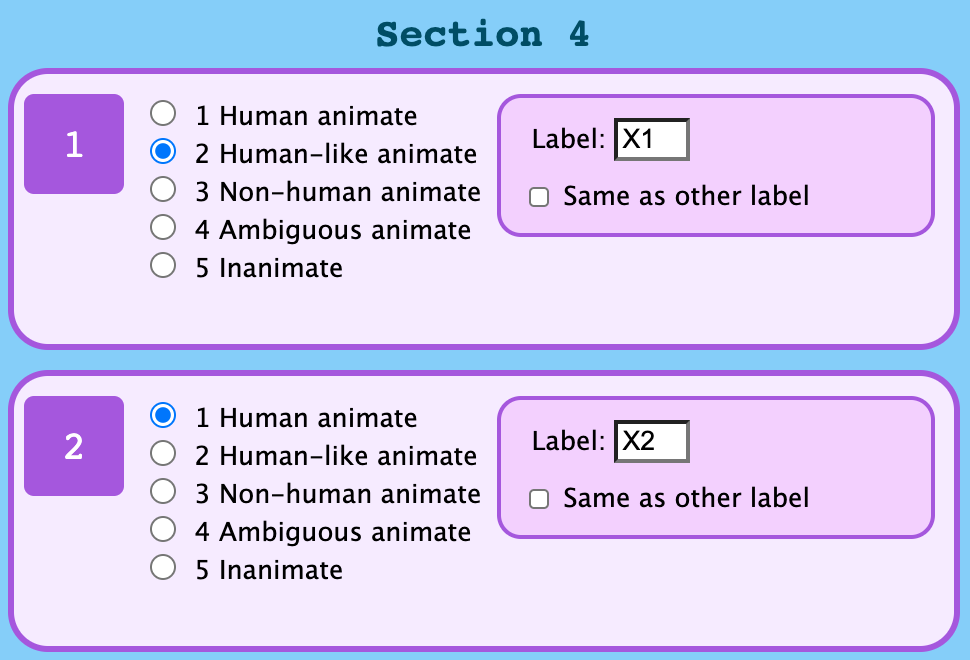 Section 4
1
1 Human animate
2 Human-like animate
3 Non-human animate
4 Ambiguous animate
5 Inanimate
Label: X1
Same as other label
2
1 Human animate
2 Human-like animate
3 Non-human animate
4 Ambiguous animate
5 Inanimate
Label: X2
Same as other label